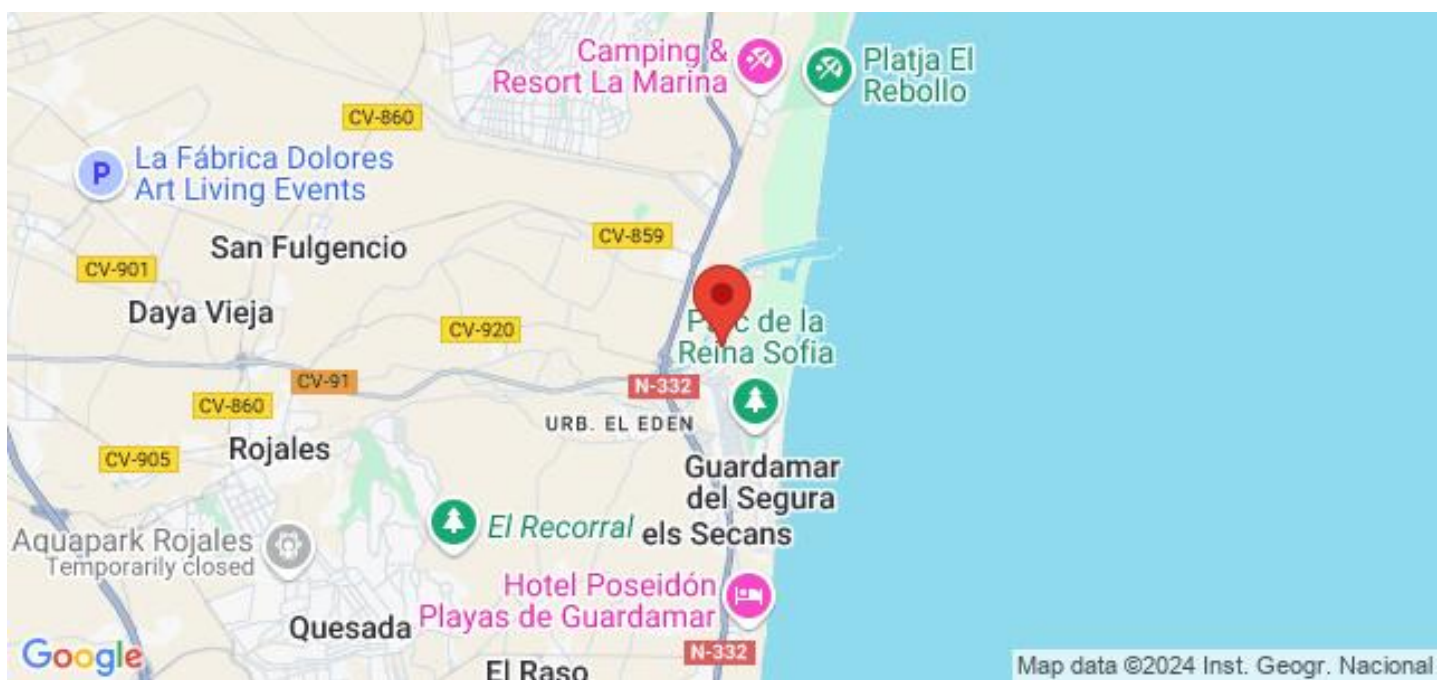 Camping &
Resort La Marina
Platja El
Rebollo
CV-860
La Fábrica Dolores
Art Living Events
P
San Fulgencio
CV-859
CV-901
Daya Vieja
CV-920
Parc de la
Reina Sofia
CV-91
N-332
CV-860
URB. EL EDEN
Rojales
CV-905
Guardamar
del Segura
El Recorral
els Secans
Aquapark Rojales
Temporarily closed
Hotel Poseidón
Playas de Guardamar
Quesada
N-332
El Raso
Google
Map data ©2024 Inst. Geogr. Nacional